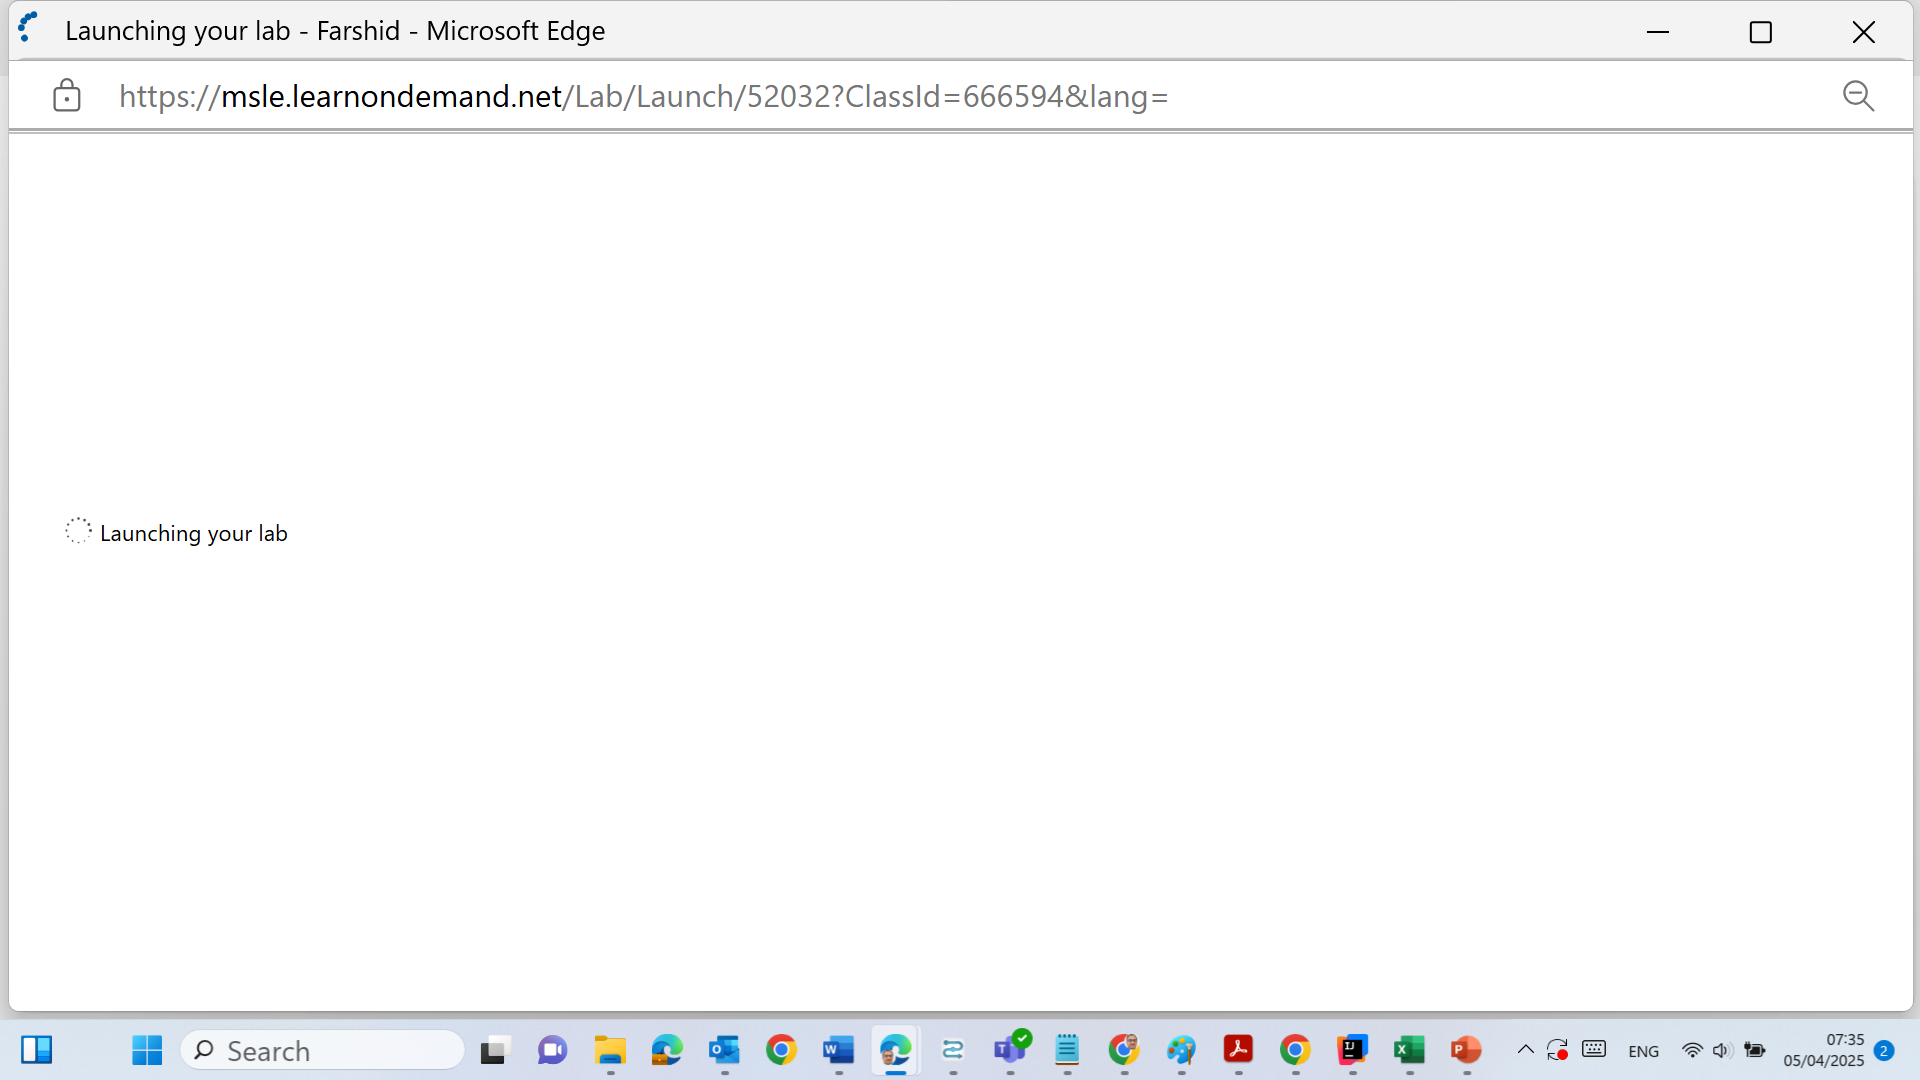 Launching your lab - Farshid - Microsoft Edge
https://msle.learnondemand.net/Lab/Launch/52032?ClassId=666594&lang=
Launching your lab
Search
ENG
07:35
05/04/2025
2